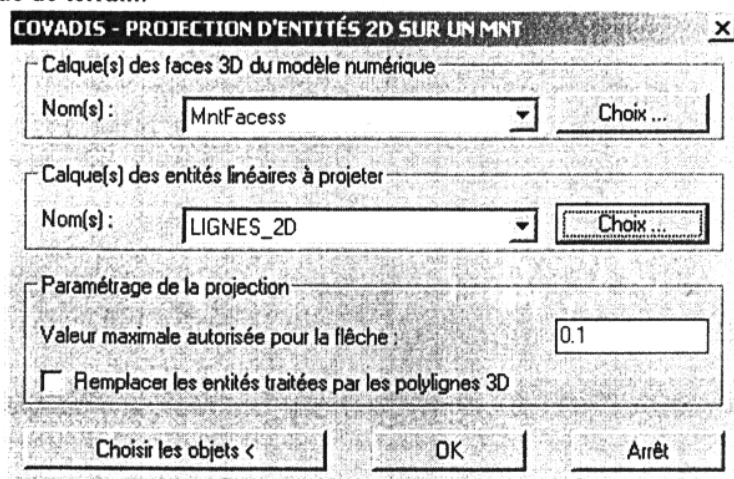 COVADIS - PROJECTION D'ENTITÉS 2D SUR UN MNT
Calque(s) des faces 3D du modèle numérique
Nom(s) : MntFacess Choix ...
Calque(s) des entités linéaires à projeter
Nom(s) : LIGNES_2D Choix ...
Paramétrage de la projection
Valeur maximale autorisée pour la flêche : 0.1
Remplacer les entités traitées par les polylignes 3D
Choisir les objets < OK Arrêt